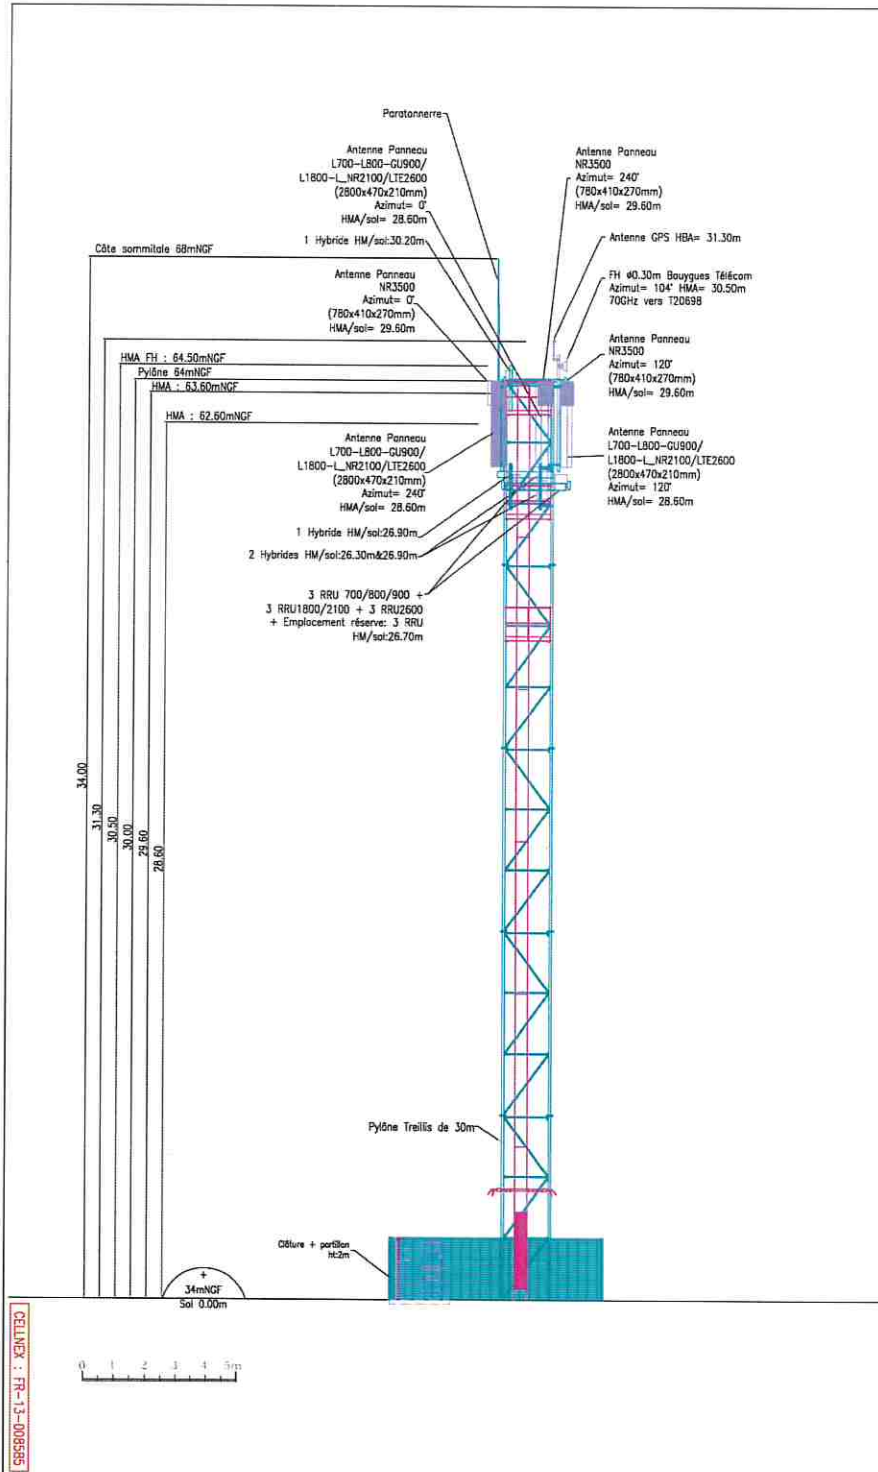 Paratonnerre
Antenne Panneau
L700-L800-GU900/
L1800-L_NR2100/LTE2600
(2800x470x210mm)
Azimut= 0°
HMA/sol= 28.60m
1 Hybride HM/sol:30.20m
Antenne Panneau
NR3500
Azimut= 240°
(780x410x270mm)
HMA/sol= 29.60m
Antenne GPS HBA= 31.30m
Côte sommitale 68mNGF
Antenne Panneau
NR3500
Azimut= 0°
(780x410x270mm)
HMA/sol= 29.60m
FH Ø0.30m Bouygues Télécom
Azimut= 104° HMA= 30.50m
70GHz vers T20698
Antenne Panneau
NR3500
Azimut= 120°
(780x410x270mm)
HMA/sol= 29.60m
HMA FH : 64.50mNGF
Pylône 64mNGF
HMA : 63.60mNGF
HMA : 62.60mNGF
Antenne Panneau
L700-L800-GU900/
L1800-L_NR2100/LTE2600
(2800x470x210mm)
Azimut= 240°
HMA/sol= 28.60m
Antenne Panneau
L700-L800-GU900/
L1800-L_NR2100/LTE2600
(2800x470x210mm)
Azimut= 120°
HMA/sol= 28.60m
1 Hybride HM/sol:26.90m
2 Hybrides HM/sol:26.30m&26.90m
3 RRU 700/800/900 +
3 RRU1800/2100 + 3 RRU2600
+ Emplacement réserve: 3 RRU
HM/sol:26.70m
34.00
31.30
30.50
30.00
29.60
28.60
Pylône Treillis de 30m
Clôture + portillon
ht:2m
+
34mNGF
Sol 0.00m
0 1 2 3 4 5m
CELLNEX : FR-13-008585